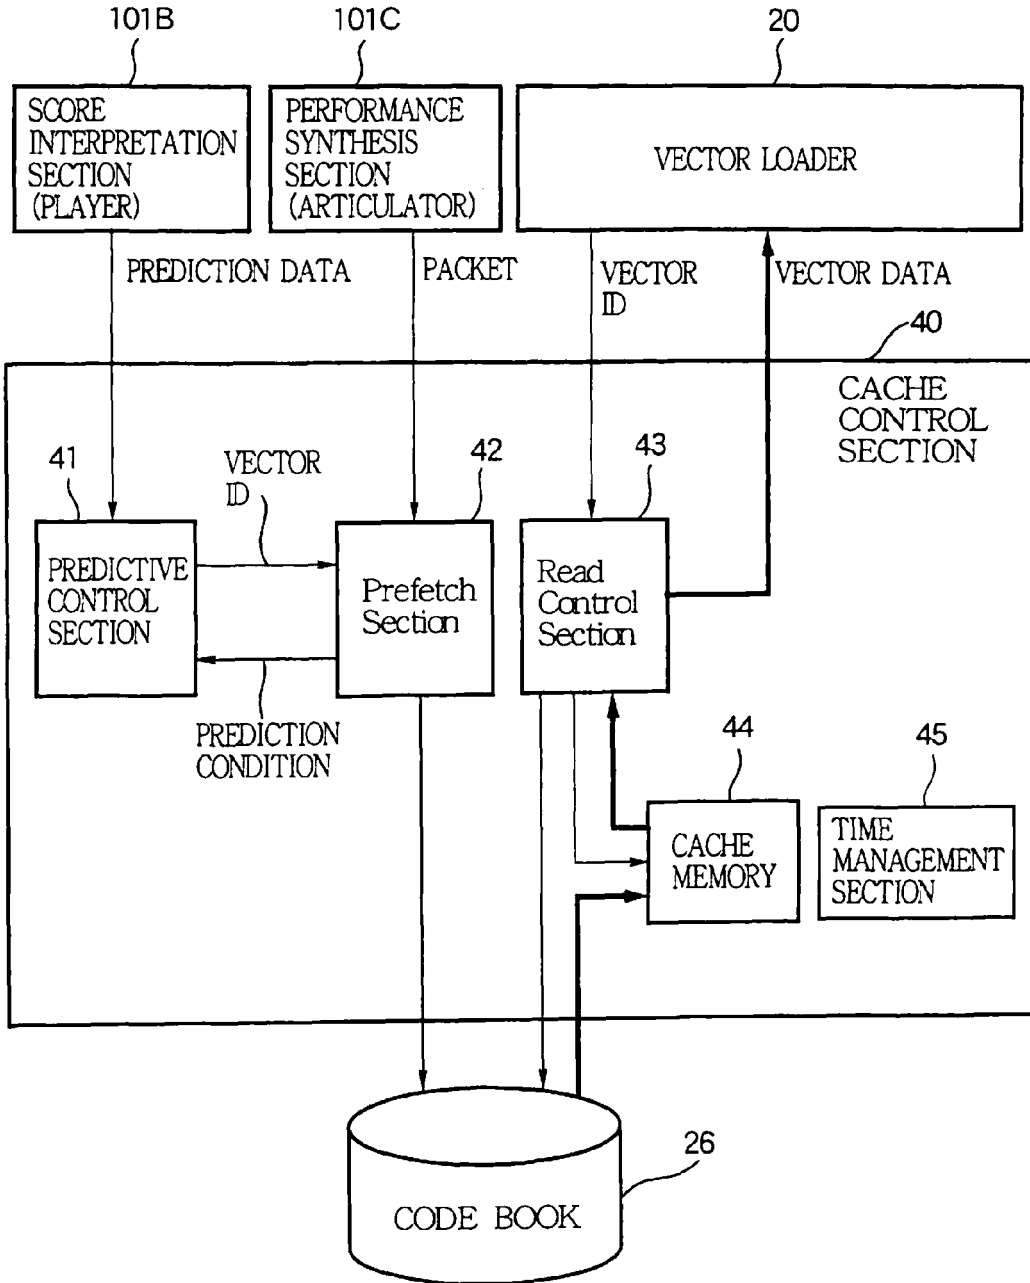 101B
101C
20
SCORE
INTERPRETATION
SECTION
(PLAYER)
PERFORMANCE
SYNTHESIS
SECTION
(ARTICULATOR)
VECTOR LOADER
PREDICTION DATA
PACKET
VECTOR
ID
VECTOR DATA
40
CACHE
CONTROL
SECTION
41
VECTOR
ID
42
43
PREDICTIVE
CONTROL
SECTION
Prefetch
Section
Read
Control
Section
PREDICTION
CONDITION
44
45
CACHE
MEMORY
TIME
MANAGEMENT
SECTION
26
CODE BOOK